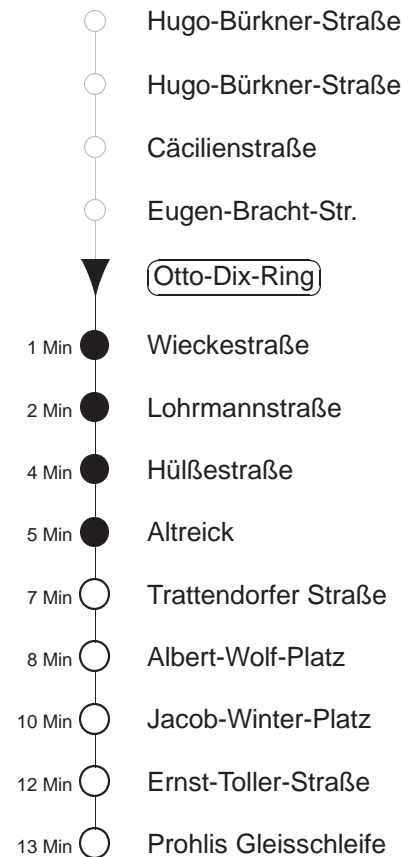 Hugo-Bürkner-Straße
Hugo-Bürkner-Straße
Cäcilienstraße
Eugen-Bracht-Str.
Otto-Dix-Ring
1 Min Wieckestraße
2 Min Lohrmannstraße
4 Min Hülßestraße
5 Min Altreick
7 Min Trattendorfer Straße
8 Min Albert-Wolf-Platz
10 Min Jacob-Winter-Platz
12 Min Ernst-Toller-Straße
13 Min Prohlis Gleisschleife